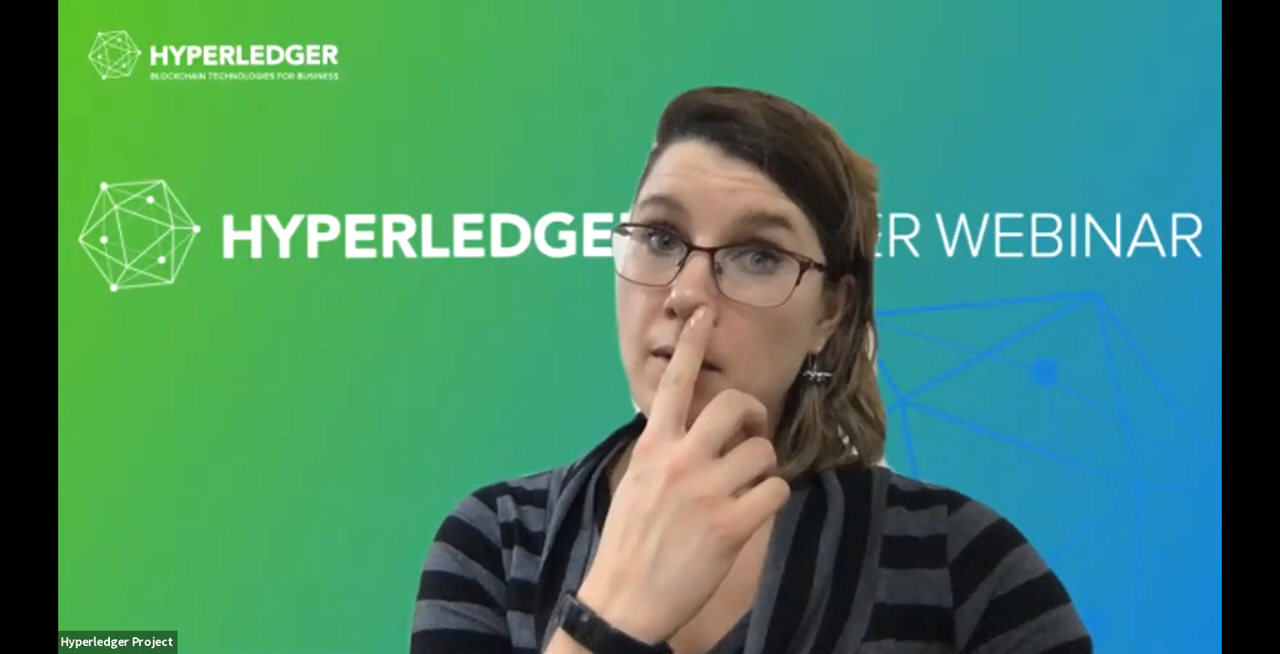 HYPERLEDGER
BLOCKCHAIN TECHNOLOGIES FOR BUSINESS
HYPERLEDGE ER WEBINAR
Hyperledger Project